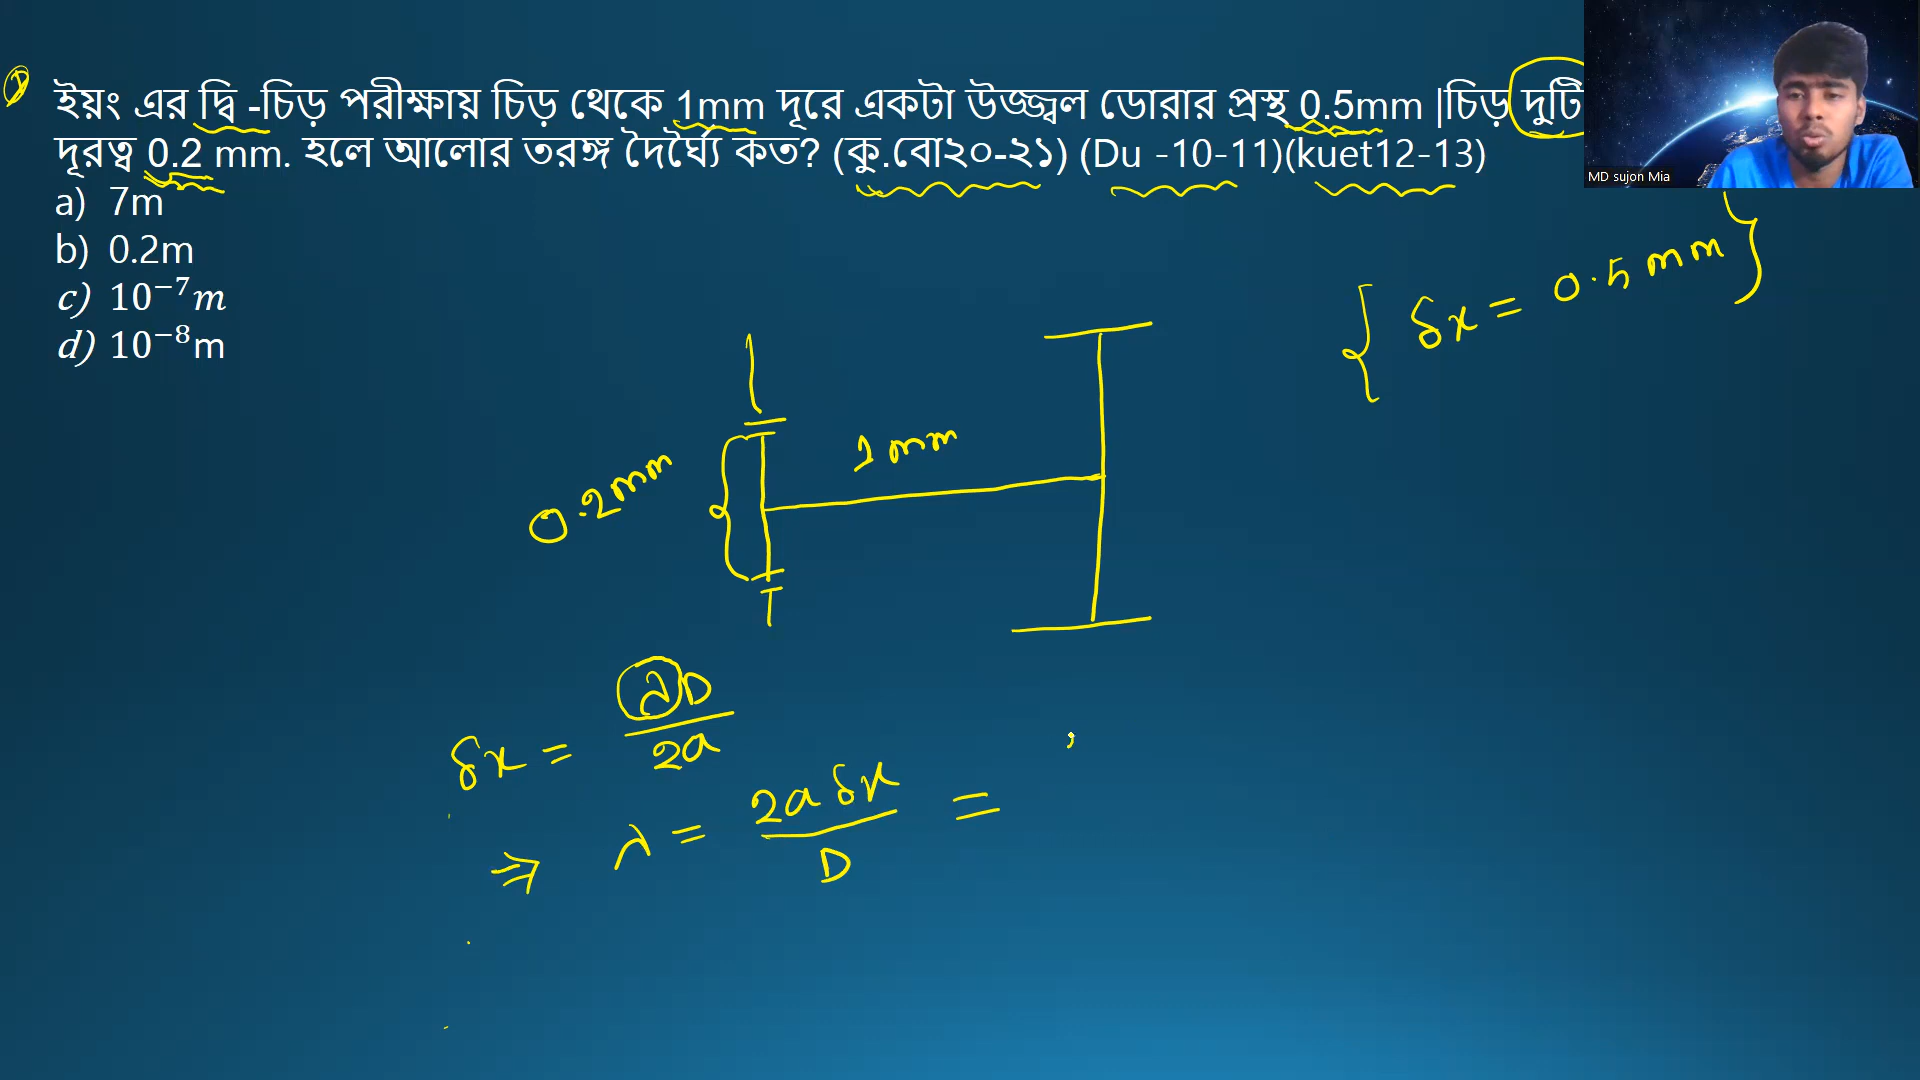 ইয়ং এর দ্বি -চিড় পরীক্ষায় চিড় থেকে 1mm দূরে একটা উজ্জ্বল ডোরার প্রস্থ 0.5mm |চিড় দুটি
দূরত্ব 0.2 mm. হলে আলোর তরঙ্গ দৈর্ঘ্যৈ কত? (কু.বো২০-২১) (Du -10-11)(kuet12-13)
MD sujon Mia
a) 7m
b) 0.2m
c) 10⁻⁷m
d) 10⁻⁸m
{ δx = 0.5 mm }
1 mm
0.2mm
δx = λD / 2a
⇒ λ = 2a δx / D =